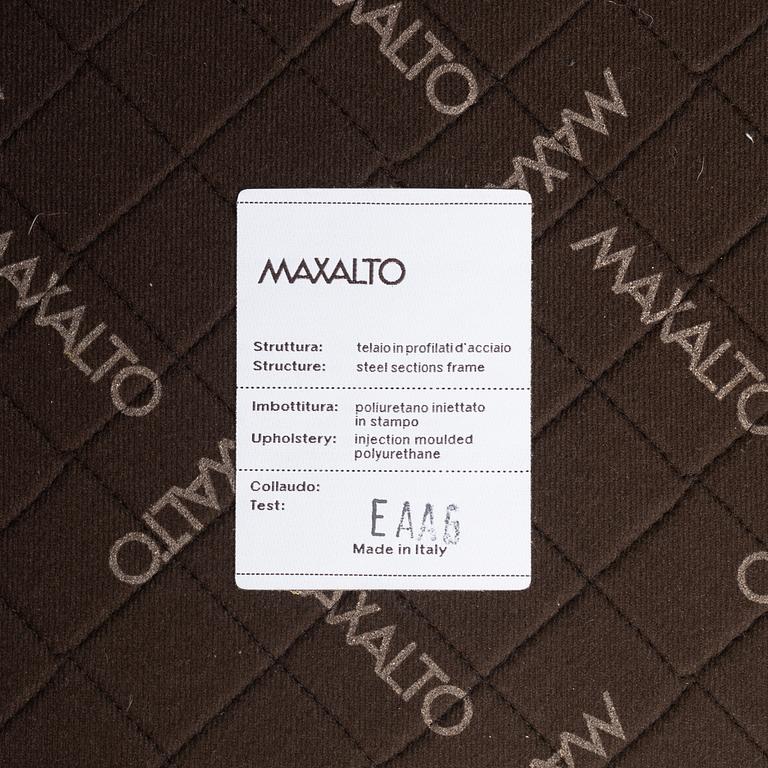 MAXALTO
MAXALTO
MAXALTO
MAXALTO
MAXALTO
Struttura: telaio in profilati d'acciaio
Structure: steel sections frame
Imbottitura: poliuretano iniettato
in stampo
Upholstery: injection moulded
polyurethane
Collaudo:
Test: EAA6
Made in Italy
MAXALTO
MAXALTO